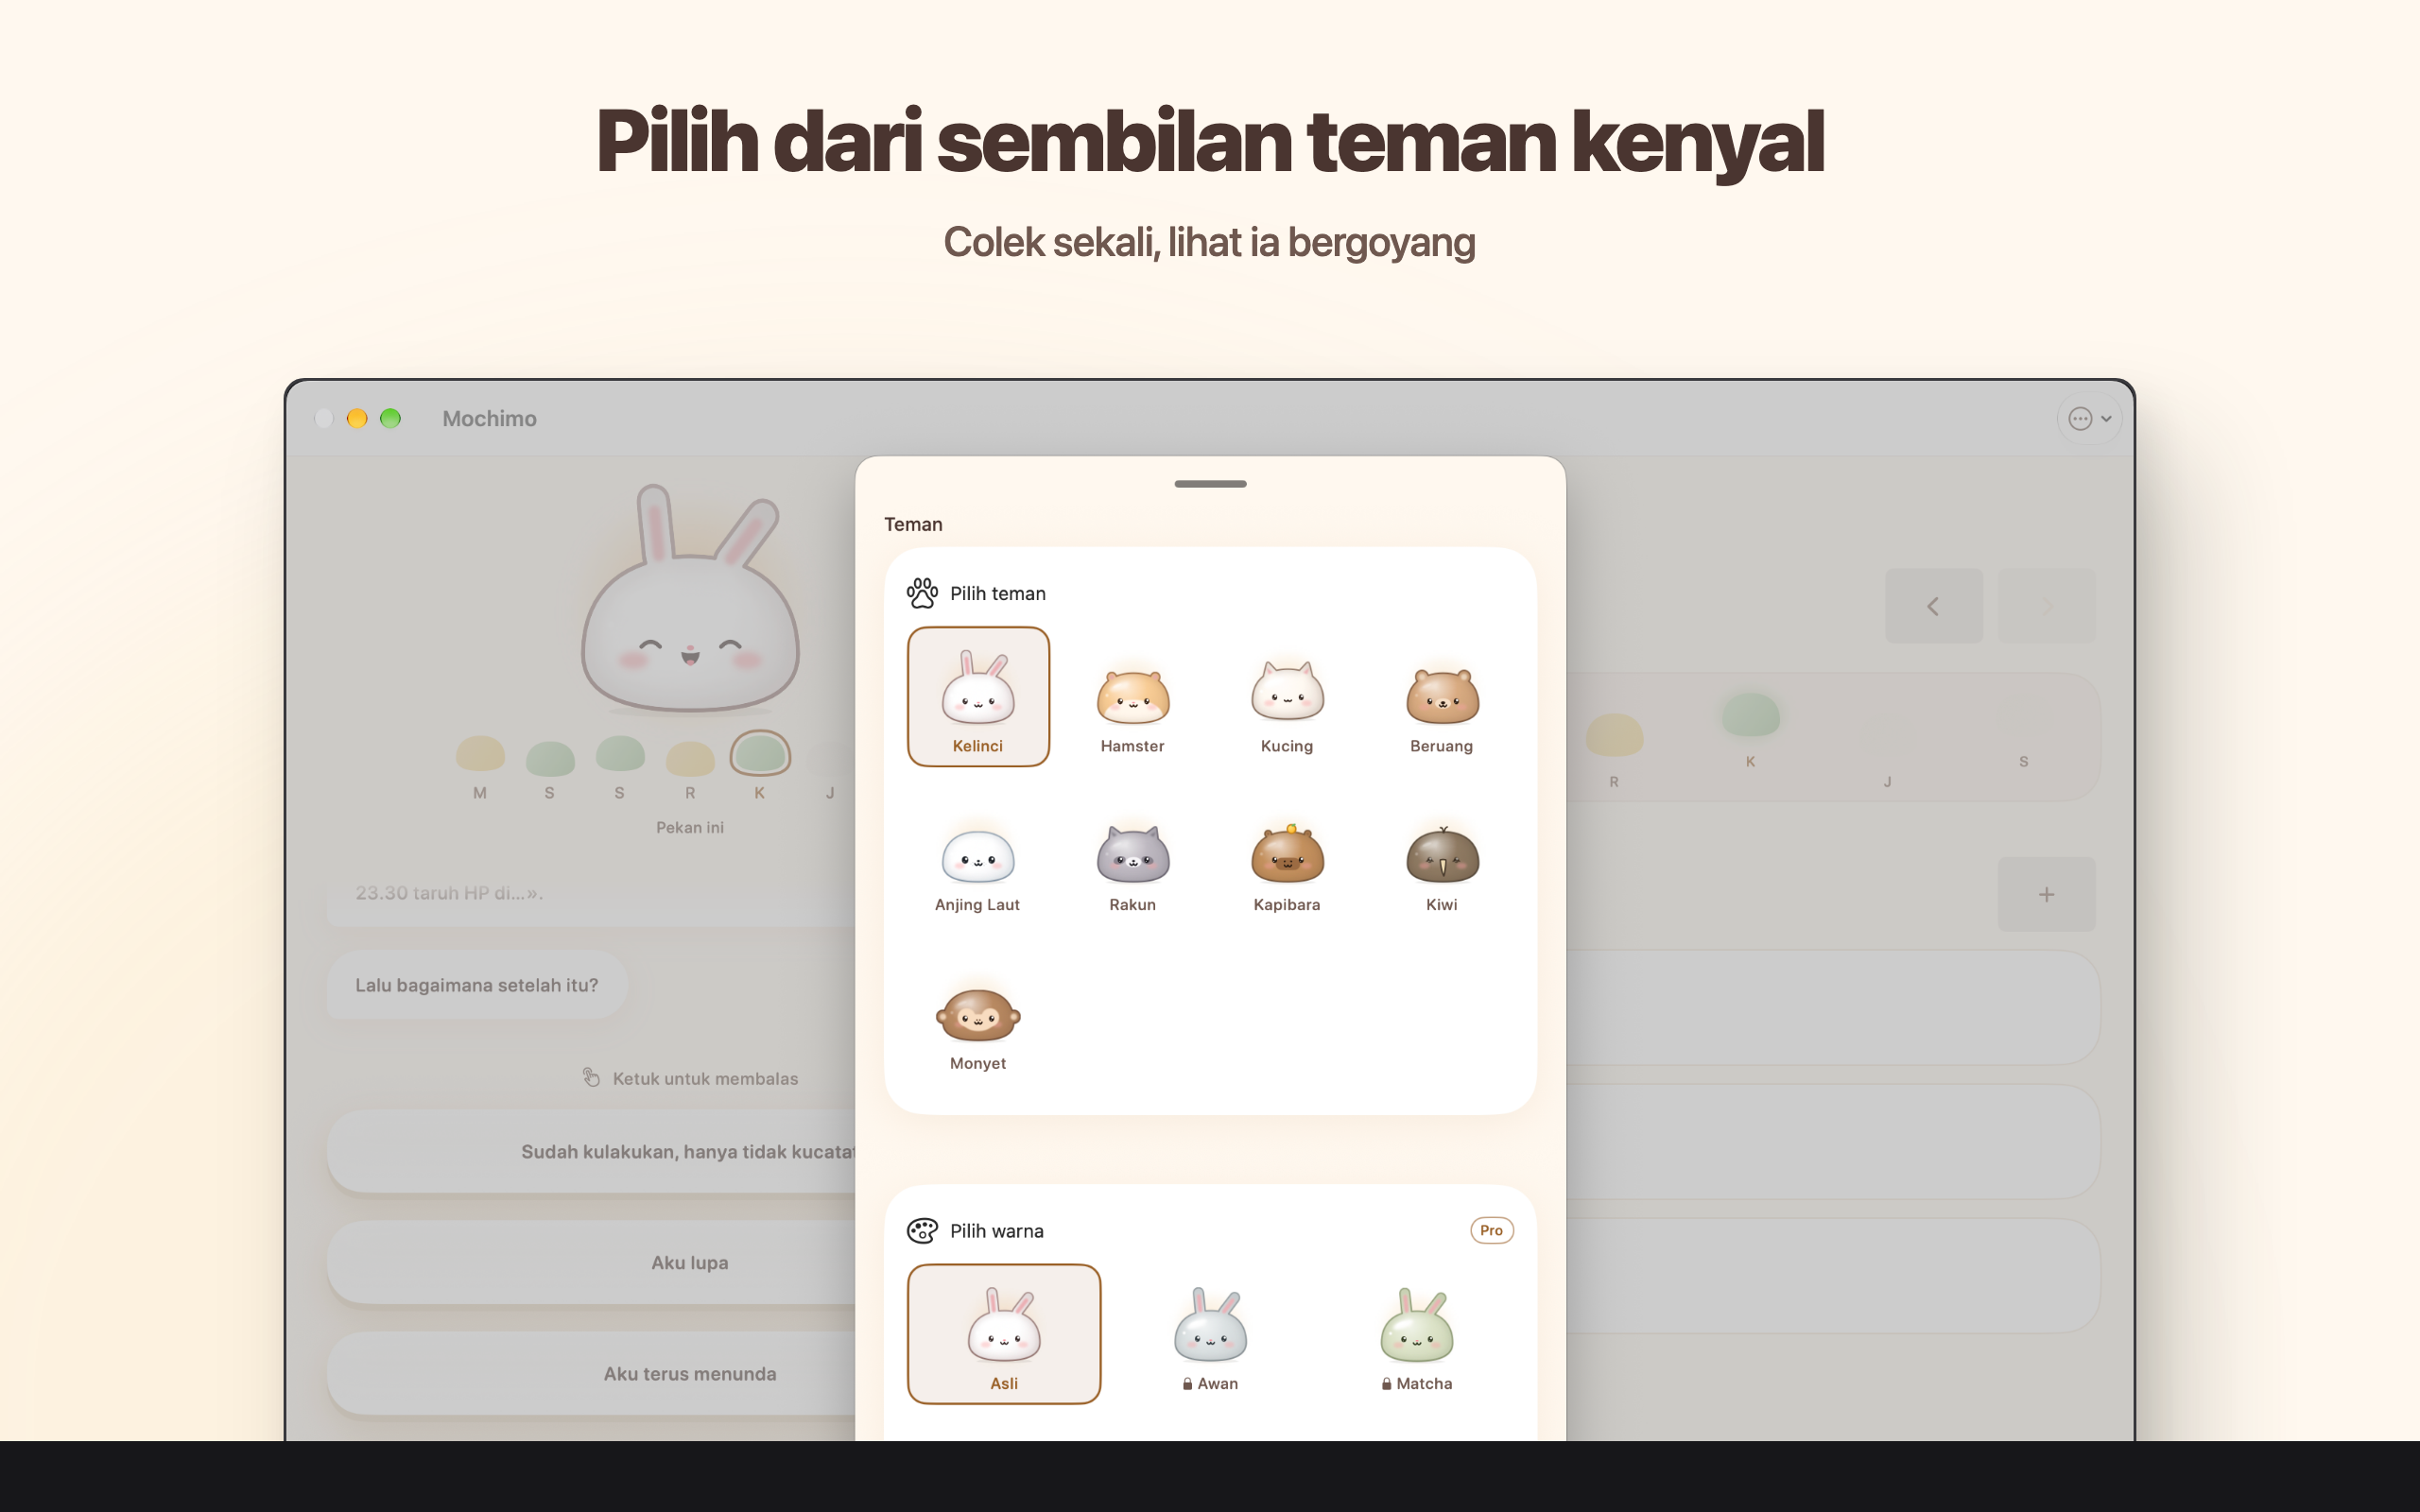 Pilih dari sembilan teman kenyal
Colek sekali, lihat ia bergoyang
Mochimo
M S S R K J
Pekan ini
23.30 taruh HP di...».
Lalu bagaimana setelah itu?
Ketuk untuk membalas
Sudah kulakukan, hanya tidak kucatat
Aku lupa
Aku terus menunda
Teman
Pilih teman
Kelinci Hamster Kucing Beruang
Anjing Laut Rakun Kapibara Kiwi
Monyet
Pilih warna Pro
Asli Awan Matcha
R K J S